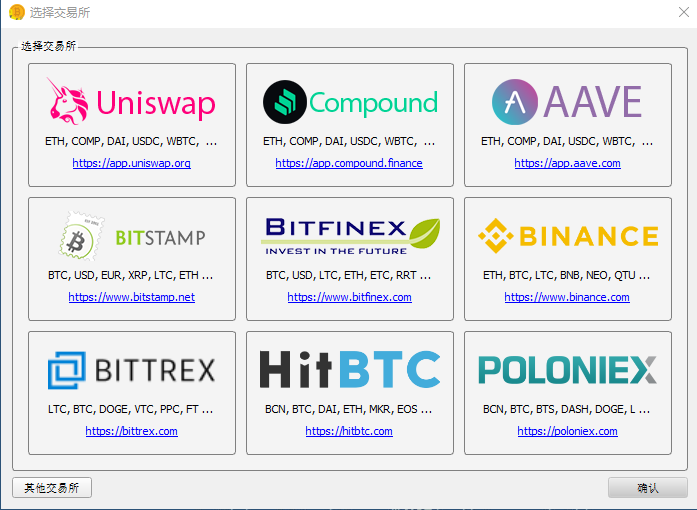 选择交易所
选择交易所
Uniswap
ETH, COMP, DAI, USDC, WBTC, ...
https://app.uniswap.org
Compound
ETH, COMP, DAI, USDC, WBTC, ...
https://app.compound.finance
AAVE
ETH, COMP, DAI, USDC, WBTC, ...
https://app.aave.com
BITSTAMP
BTC, USD, EUR, XRP, LTC, ETH ...
https://www.bitstamp.net
BITFINEX
INVEST IN THE FUTURE
BTC, USD, LTC, ETH, ETC, RRT ...
https://www.bitfinex.com
BINANCE
ETH, BTC, LTC, BNB, NEO, QTU ...
https://www.binance.com
BITTREX
LTC, BTC, DOGE, VTC, PPC, FT ...
https://bittrex.com
HitBTC
BCN, BTC, DAI, ETH, MKR, EOS ...
https://hitbtc.com
POLONIEX
BCN, BTC, BTS, DASH, DOGE, L ...
https://poloniex.com
其他交易所
确认